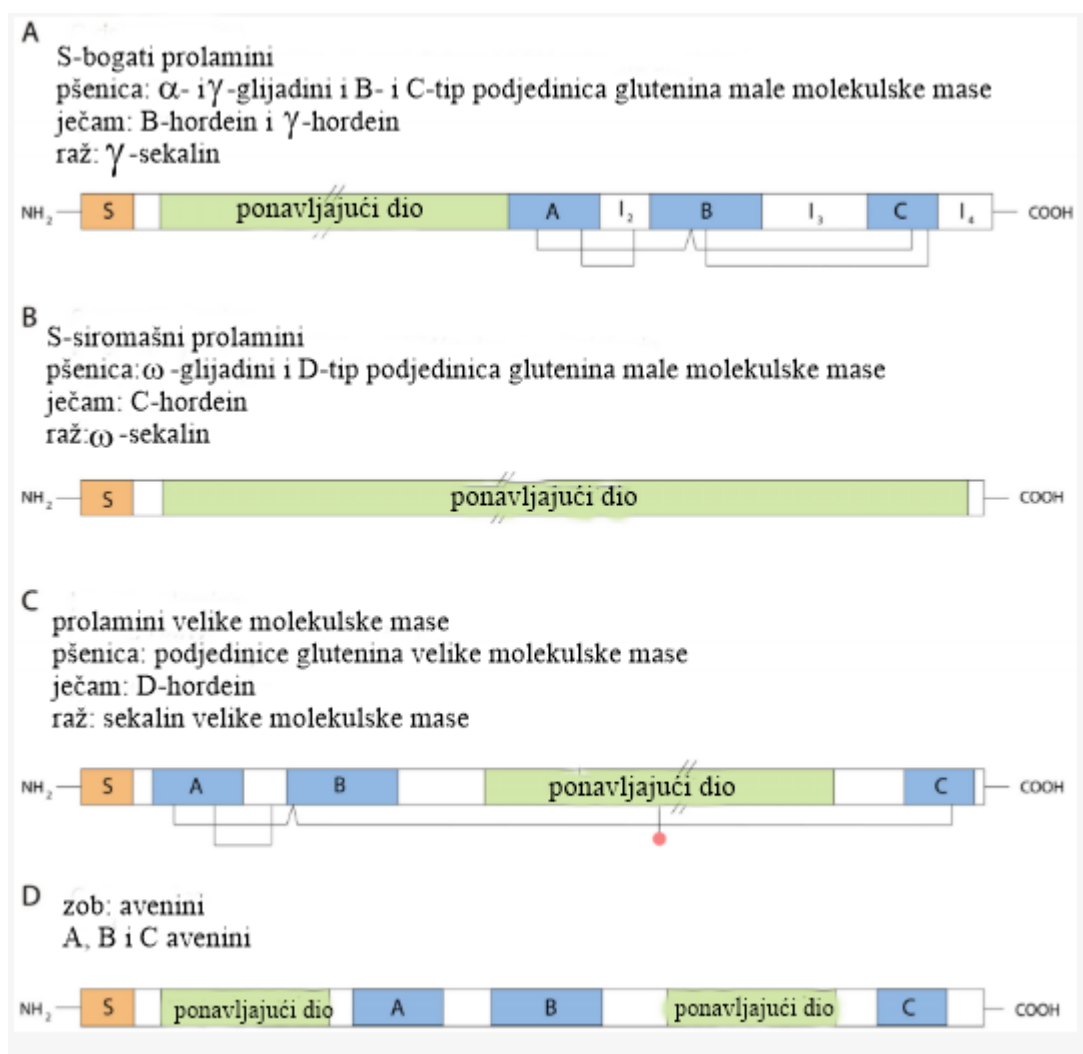 A
S-bogati prolamini
pšenica: α- i γ-glijadini i B- i C-tip podjedinica glutenina male molekulske mase
ječam: B-hordein i γ-hordein
raž: γ-sekalin
NH2 S ponavljajući dio A I2 B I3 C I4 COOH
B
S-siromašni prolamini
pšenica:ω -glijadini i D-tip podjedinica glutenina male molekulske mase
ječam: C-hordein
raž:ω -sekalin
NH2 S ponavljajući dio COOH
C
prolamini velike molekulske mase
pšenica: podjedinice glutenina velike molekulske mase
ječam: D-hordein
raž: sekalin velike molekulske mase
NH2 S A B ponavljajući dio C COOH
D
zob: avenini
A, B i C avenini
NH2 S ponavljajući dio A B ponavljajući dio C COOH